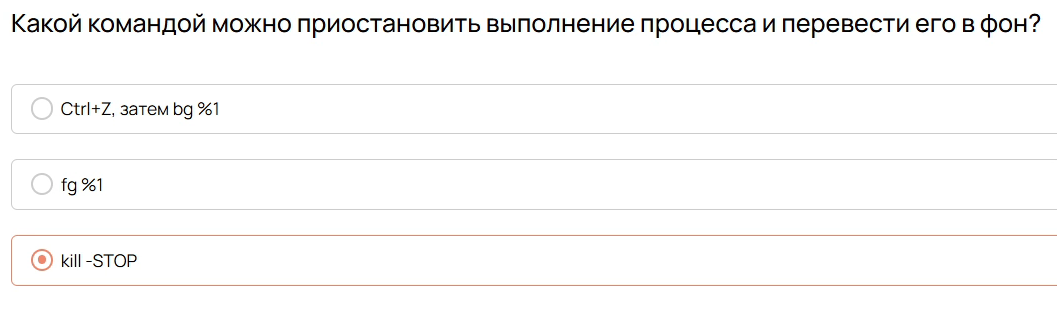 Какой командой можно приостановить выполнение процесса и перевести его в фон?
Ctrl+Z, затем bg %1
fg %1
kill -STOP